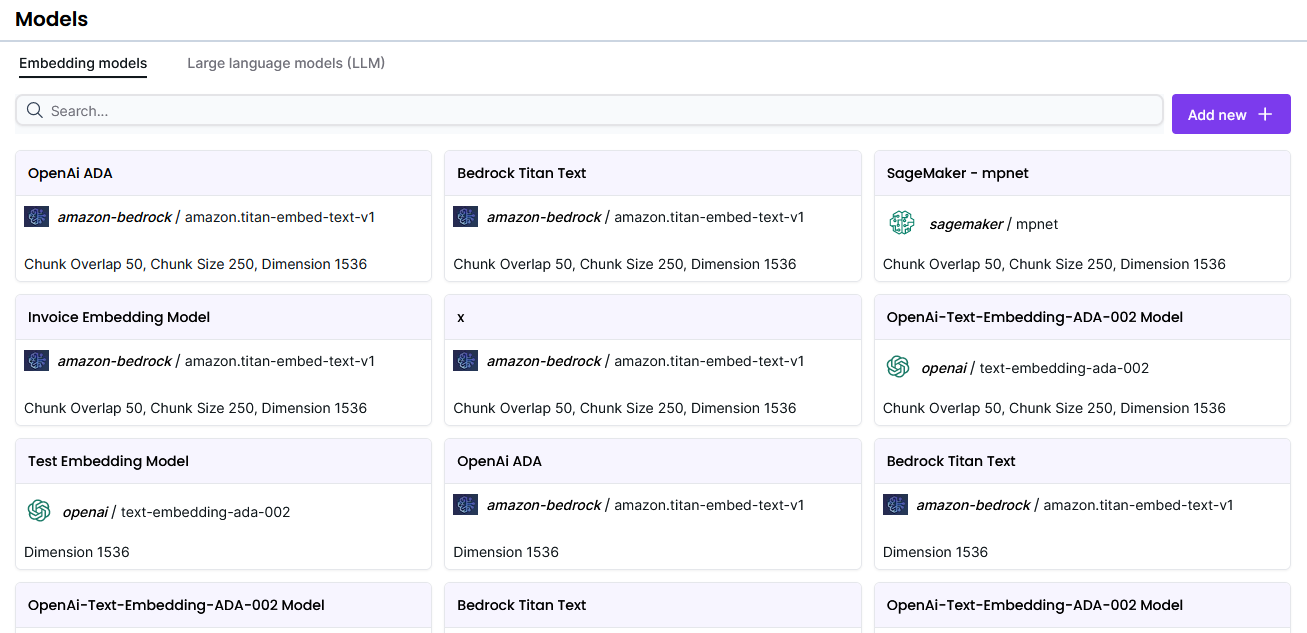 Models
Embedding models
Large language models (LLM)
Search...
Add new
OpenAi ADA
amazon-bedrock / amazon.titan-embed-text-v1
Chunk Overlap 50, Chunk Size 250, Dimension 1536
Bedrock Titan Text
amazon-bedrock / amazon.titan-embed-text-v1
Chunk Overlap 50, Chunk Size 250, Dimension 1536
SageMaker - mpnet
sagemaker / mpnet
Chunk Overlap 50, Chunk Size 250, Dimension 1536
Invoice Embedding Model
amazon-bedrock / amazon.titan-embed-text-v1
Chunk Overlap 50, Chunk Size 250, Dimension 1536
x
amazon-bedrock / amazon.titan-embed-text-v1
Chunk Overlap 50, Chunk Size 250, Dimension 1536
OpenAi-Text-Embedding-ADA-002 Model
openai / text-embedding-ada-002
Chunk Overlap 50, Chunk Size 250, Dimension 1536
Test Embedding Model
openai / text-embedding-ada-002
Dimension 1536
OpenAi ADA
amazon-bedrock / amazon.titan-embed-text-v1
Dimension 1536
Bedrock Titan Text
amazon-bedrock / amazon.titan-embed-text-v1
Dimension 1536
OpenAi-Text-Embedding-ADA-002 Model
Bedrock Titan Text
OpenAi-Text-Embedding-ADA-002 Model